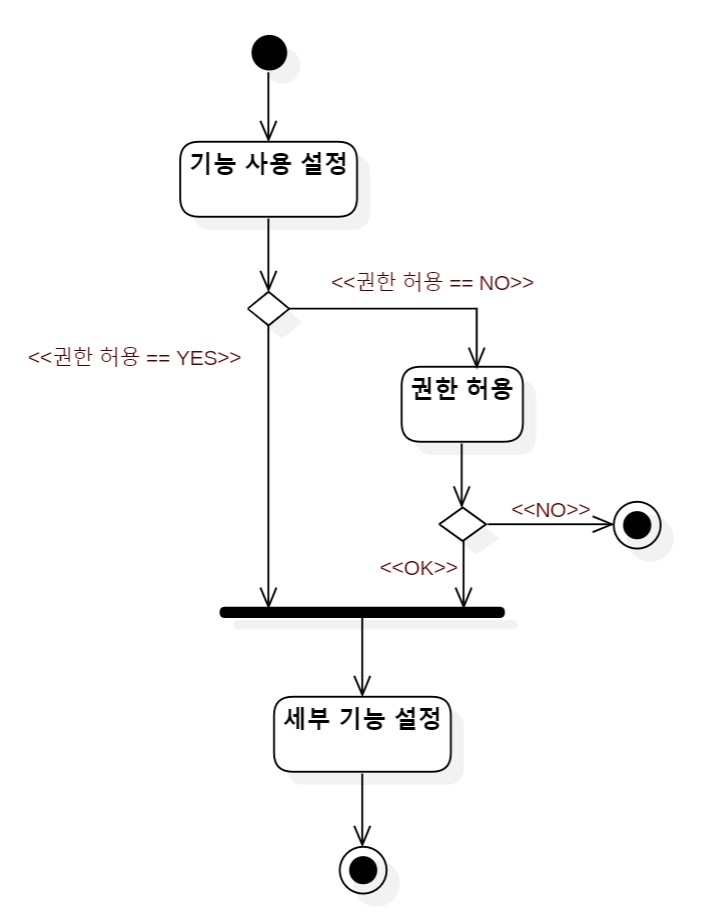 기능 사용 설정
<<권한 허용 == NO>>
<<권한 허용 == YES>>
권한 허용
<<NO>>
<<OK>>
세부 기능 설정